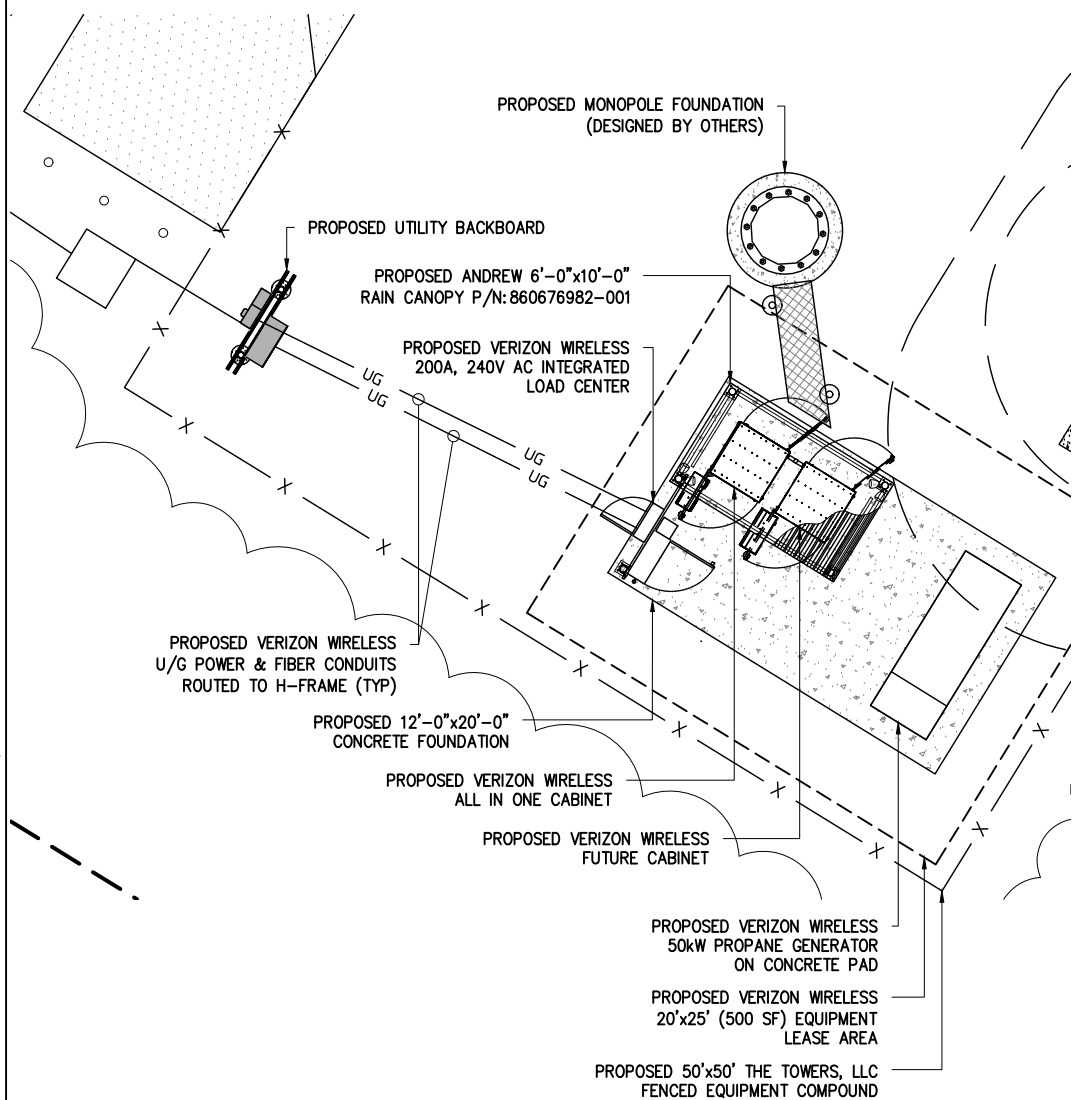 PROPOSED MONOPOLE FOUNDATION
(DESIGNED BY OTHERS)
PROPOSED UTILITY BACKBOARD
PROPOSED ANDREW 6'-0"x10'-0"
RAIN CANOPY P/N:860676982-001
PROPOSED VERIZON WIRELESS
200A, 240V AC INTEGRATED
LOAD CENTER
UG
UG
UG
UG
PROPOSED VERIZON WIRELESS
U/G POWER & FIBER CONDUITS
ROUTED TO H-FRAME (TYP)
PROPOSED 12'-0"x20'-0"
CONCRETE FOUNDATION
PROPOSED VERIZON WIRELESS
ALL IN ONE CABINET
PROPOSED VERIZON WIRELESS
FUTURE CABINET
PROPOSED VERIZON WIRELESS
50kW PROPANE GENERATOR
ON CONCRETE PAD
PROPOSED VERIZON WIRELESS
20'x25' (500 SF) EQUIPMENT
LEASE AREA
PROPOSED 50'x50' THE TOWERS, LLC
FENCED EQUIPMENT COMPOUND